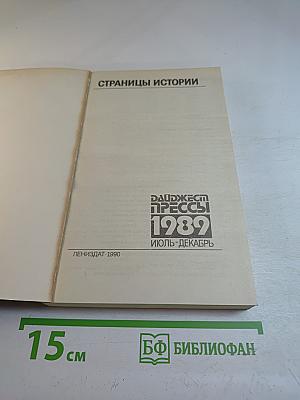 СТРАНИЦЫ ИСТОРИИ
ДАЙДЖЕСТ
ПРЕССЫ
1989
ИЮЛЬ-ДЕКАБРЬ
ЛЕНИЗДАТ·1990
15 см
БФ БИБЛИОФАН